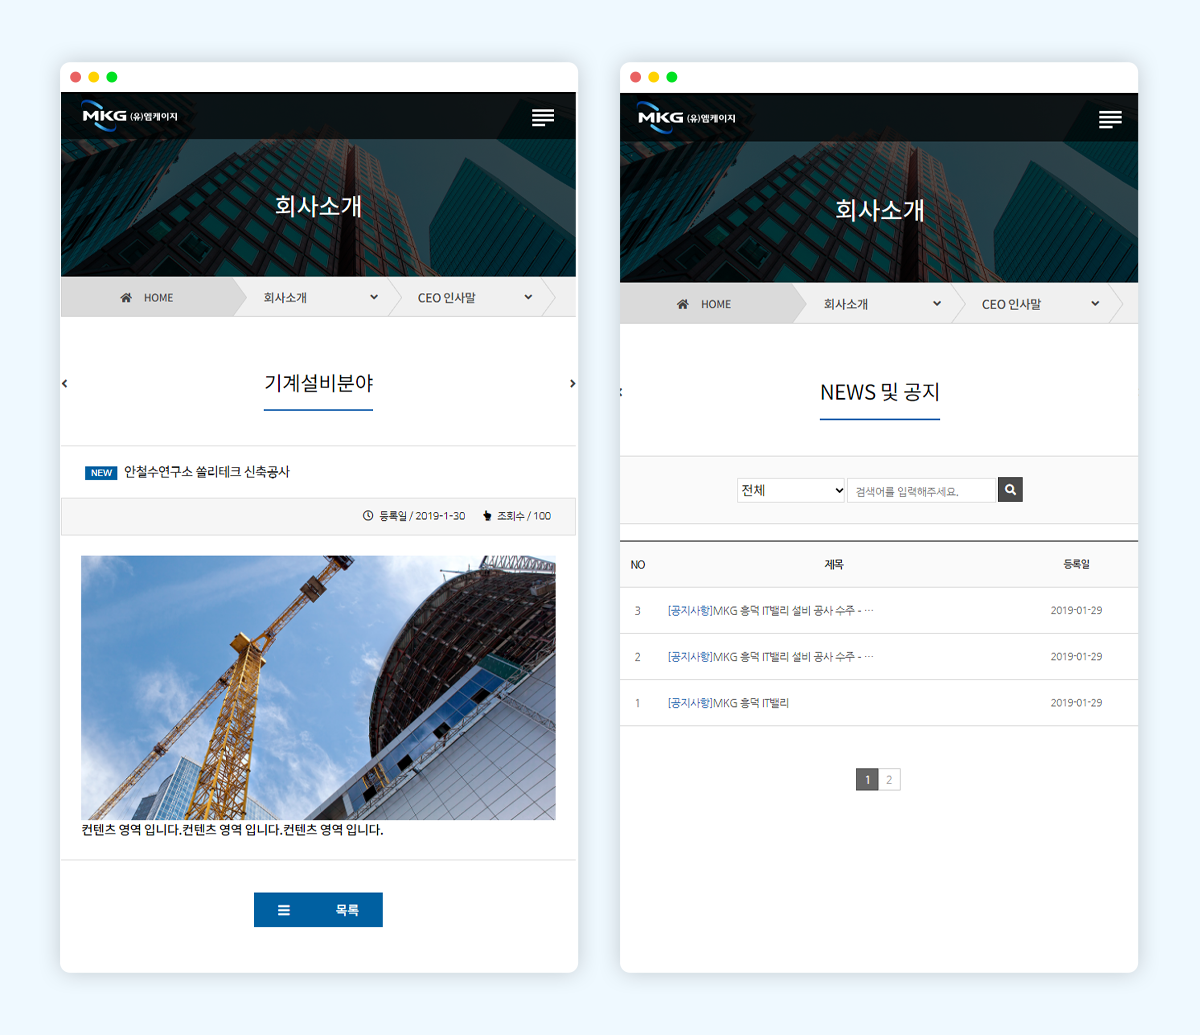 MKG (유)엠케이지
회사소개
HOME 회사소개 CEO 인사말
기계설비분야
NEW 안철수연구소 쏠리테크 신축공사
등록일 / 2019-1-30 조회수 / 100
컨텐츠 영역 입니다.컨텐츠 영역 입니다.컨텐츠 영역 입니다.
목록
MKG (유)엠케이지
회사소개
HOME 회사소개 CEO 인사말
NEWS 및 공지
전체 검색어를 입력해주세요.
NO 제목 등록일
3 [공지사항]MKG 흥덕 IT밸리 설비 공사 수주 - ··· 2019-01-29
2 [공지사항]MKG 흥덕 IT밸리 설비 공사 수주 - ··· 2019-01-29
1 [공지사항]MKG 흥덕 IT밸리 2019-01-29
1 2